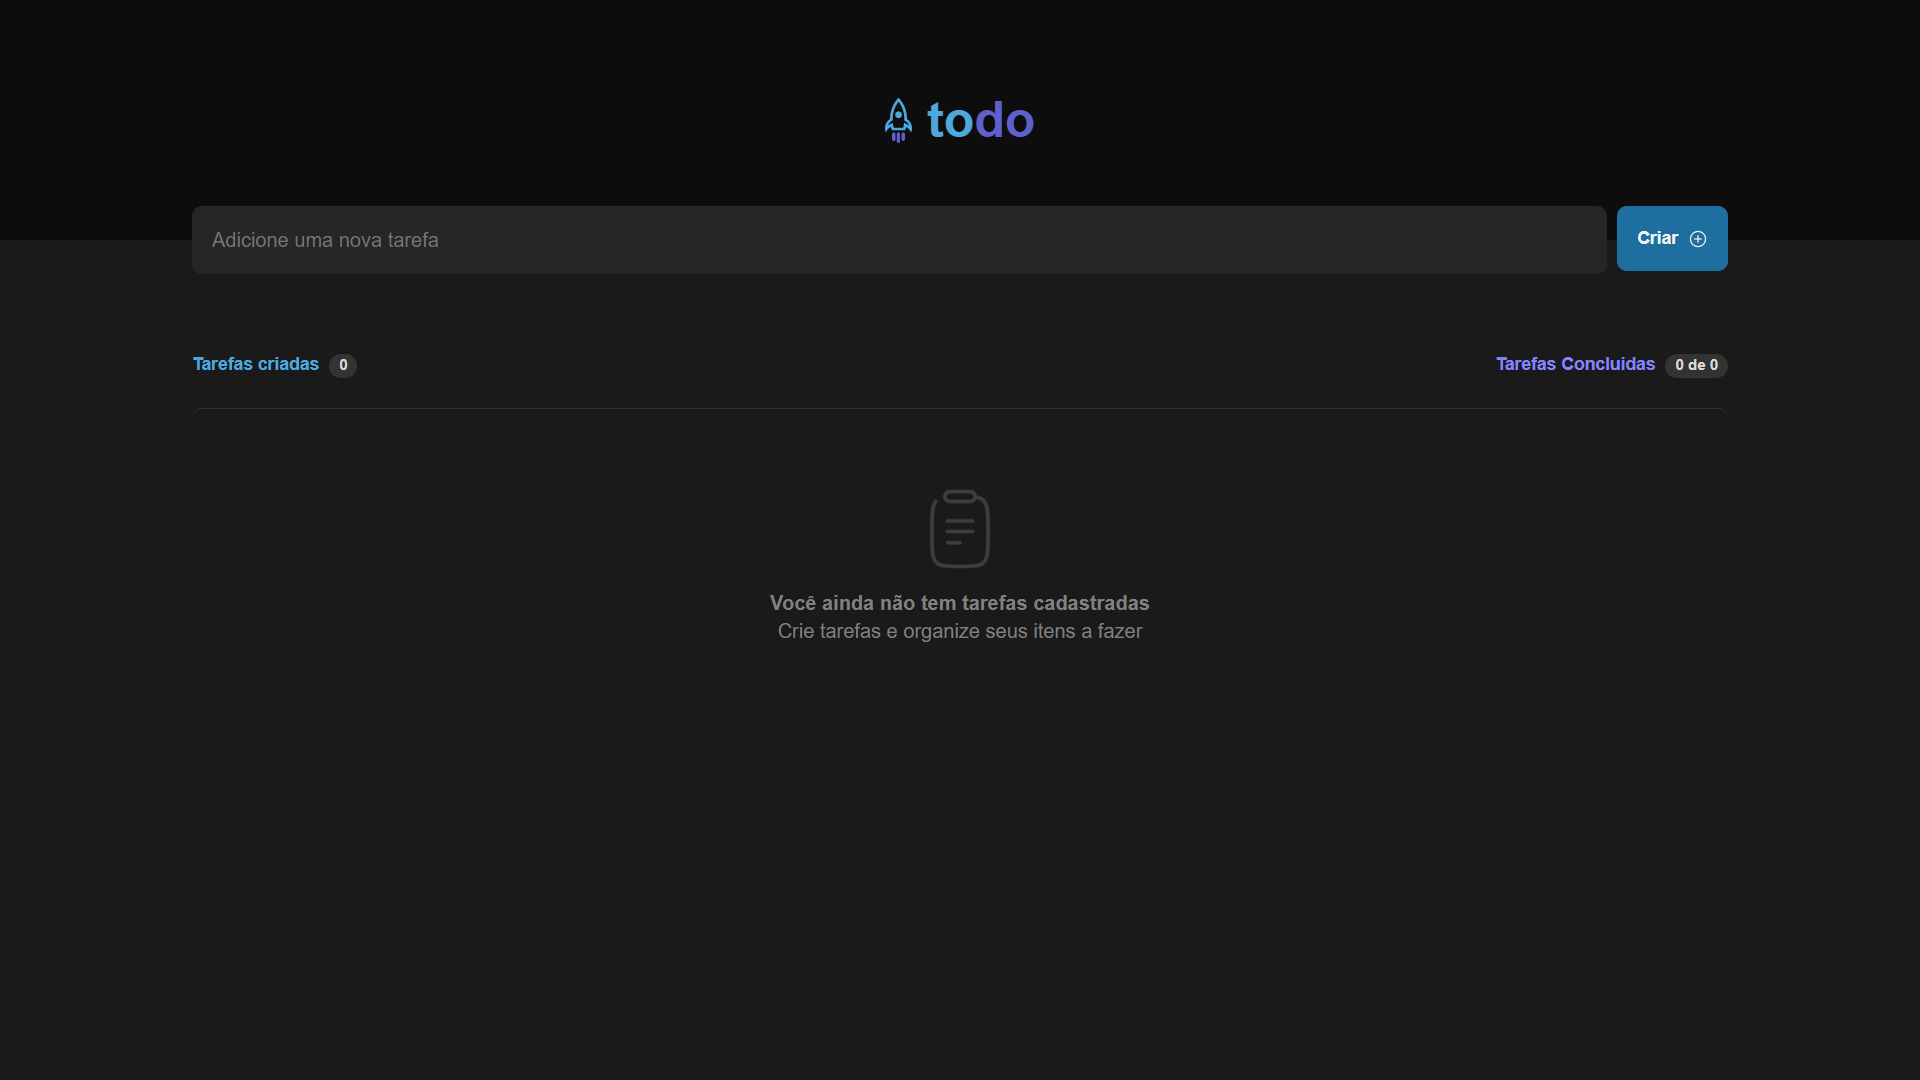 todo
Adicione uma nova tarefa
Criar
Tarefas criadas 0
Tarefas Concluidas 0 de 0
Você ainda não tem tarefas cadastradas
Crie tarefas e organize seus itens a fazer